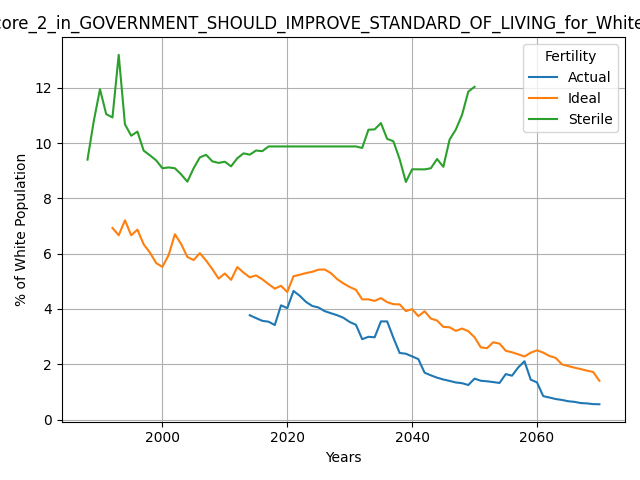 core_2_in_GOVERNMENT_SHOULD_IMPROVE_STANDARD_OF_LIVING_for_White
Fertility
Actual
Ideal
Sterile
% of White Population
12
10
8
6
4
2
0
2000 2020 2040 2060
Years